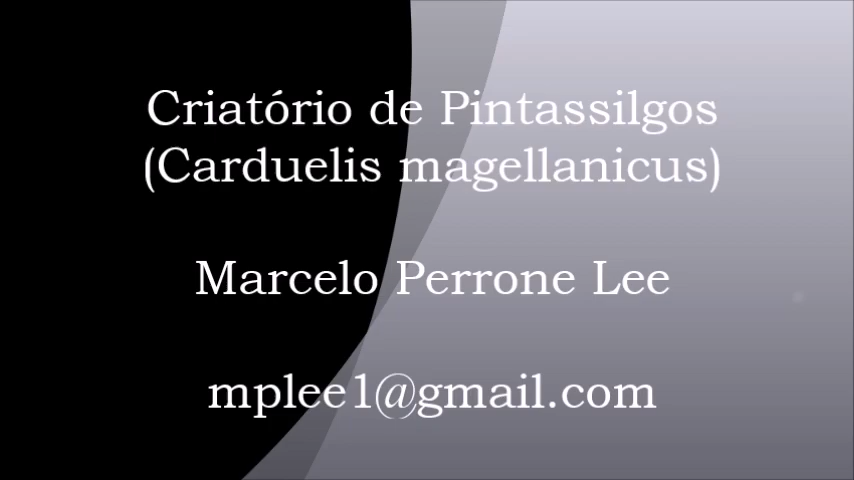 Criatório de Pintassilgos
(Carduelis magellanicus)
Marcelo Perrone Lee
mplee1@gmail.com